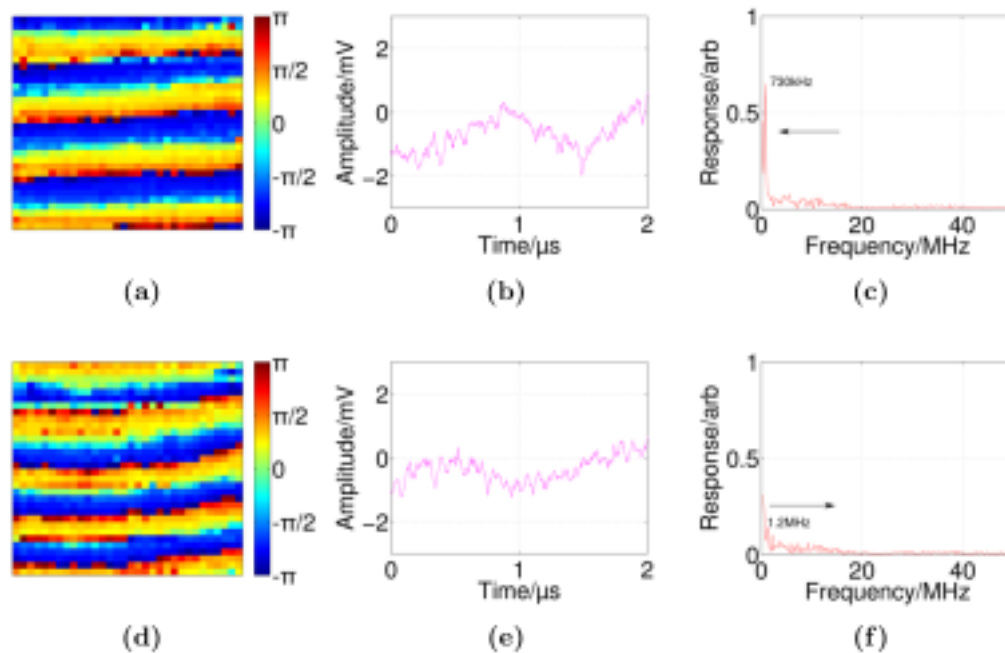 π
π/2
0
-π/2
-π
(a)
Amplitude/mV
2
0
−2
0
1
2
Time/µs
(b)
Response/arb
1
0.5
0
730kHz
0
20
40
Frequency/MHz
(c)
π
π/2
0
-π/2
-π
(d)
Amplitude/mV
2
0
−2
0
1
2
Time/µs
(e)
Response/arb
1
0.5
0
1.2MHz
0
20
40
Frequency/MHz
(f)